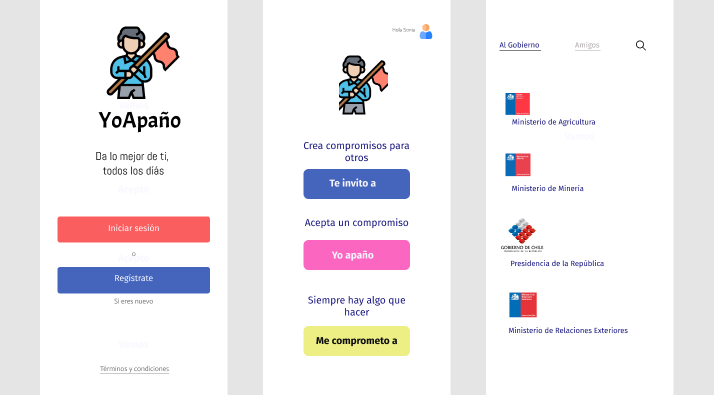 YoApaño
Da lo mejor de ti,
todos los diás
Iniciar sesión
o
Regístrate
Si eres nuevo
Términos y condiciones
Hola Soma
Crea compromisos para
otros
Te invito a
Acepta un compromiso
Yo apaño
Siempre hay algo que
hacer
Me comprometo a
Al Gobierno
Amigos
Ministerio de Agricultura
Ministerio de Minería
GOBIERNO DE CHILE
Presidencia de la República
Ministerio de Relaciones Exteriores